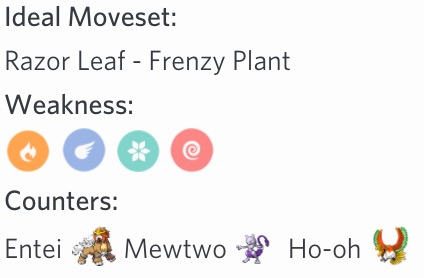 Ideal Moveset:
Razor Leaf - Frenzy Plant
Weakness:
Counters:
Entei Mewtwo Ho-oh